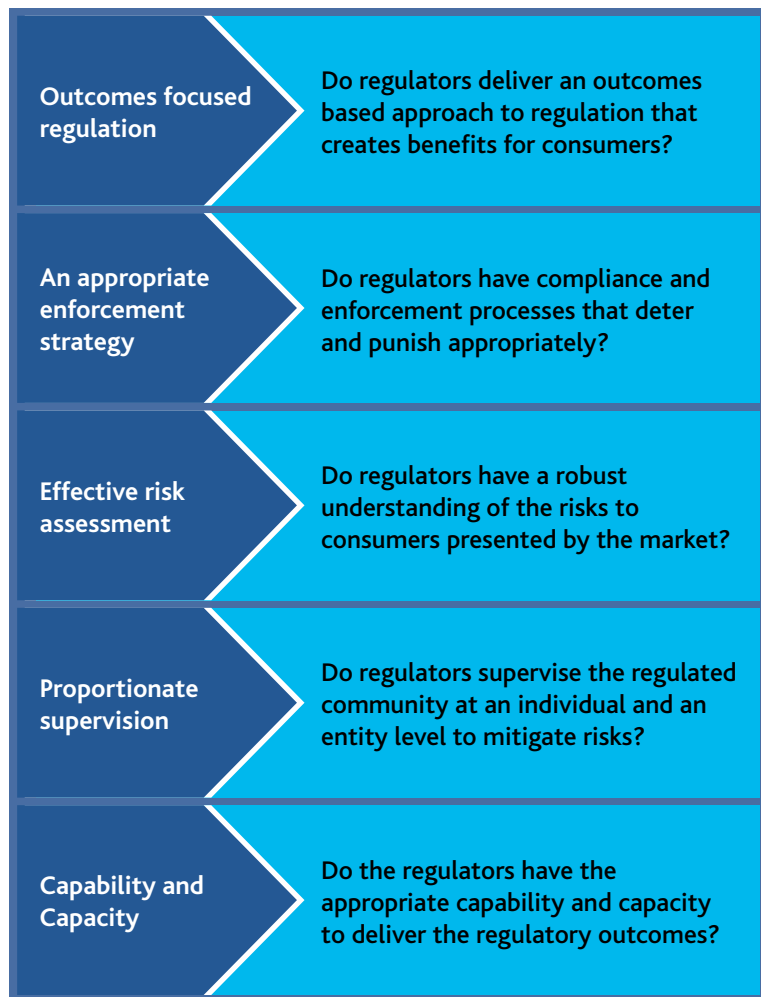 Outcomes focused
regulation
Do regulators deliver an outcomes
based approach to regulation that
creates benefits for consumers?
An appropriate
enforcement
strategy
Do regulators have compliance and
enforcement processes that deter
and punish appropriately?
Effective risk
assessment
Do regulators have a robust
understanding of the risks to
consumers presented by the market?
Proportionate
supervision
Do regulators supervise the regulated
community at an individual and an
entity level to mitigate risks?
Capability and
Capacity
Do the regulators have the
appropriate capability and capacity
to deliver the regulatory outcomes?